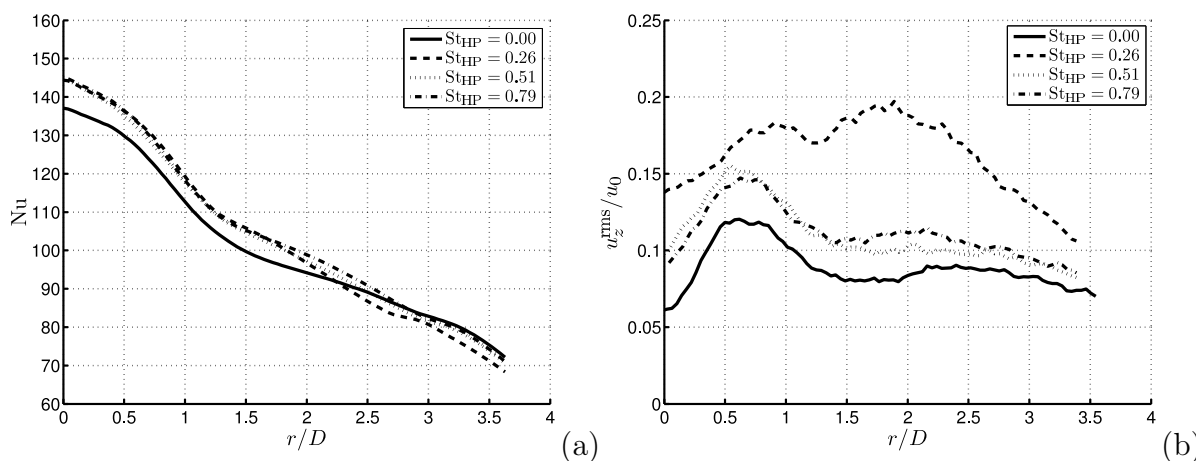 160
150
140
130
120
110
100
90
80
70
60
Nu
0 0.5 1 1.5 2 2.5 3 3.5 4
r/D
St_HP = 0.00
St_HP = 0.26
St_HP = 0.51
St_HP = 0.79
(a)
0.25
0.2
0.15
0.1
0.05
0
u_z^rms/u_0
0 0.5 1 1.5 2 2.5 3 3.5 4
r/D
St_HP = 0.00
St_HP = 0.26
St_HP = 0.51
St_HP = 0.79
(b)